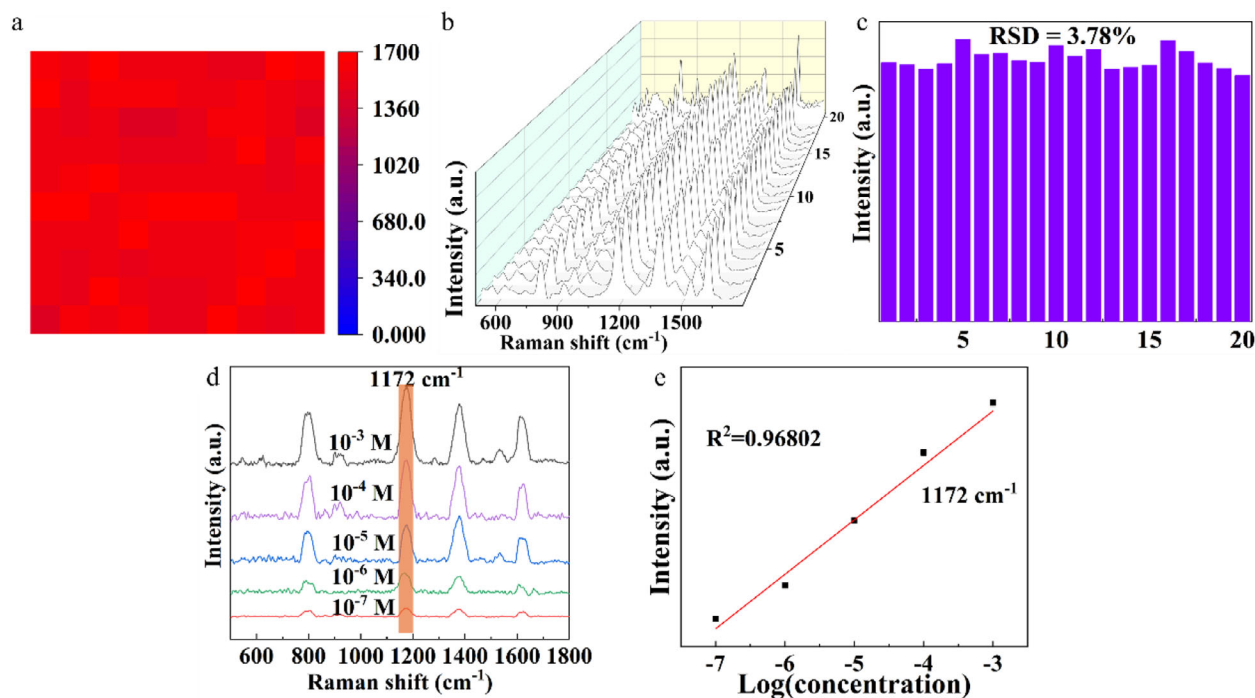 a
1700
1360
1020
680.0
340.0
0.000
b
Intensity (a.u.)
20
15
10
5
600 900 1200 1500
Raman shift (cm⁻¹)
c
RSD = 3.78%
Intensity (a.u.)
5 10 15 20
d
1172 cm⁻¹
Intensity (a.u.)
10⁻³ M
10⁻⁴ M
10⁻⁵ M
10⁻⁶ M
10⁻⁷ M
600 800 1000 1200 1400 1600 1800
Raman shift (cm⁻¹)
e
R²=0.96802
1172 cm⁻¹
Intensity (a.u.)
-7 -6 -5 -4 -3
Log(concentration)